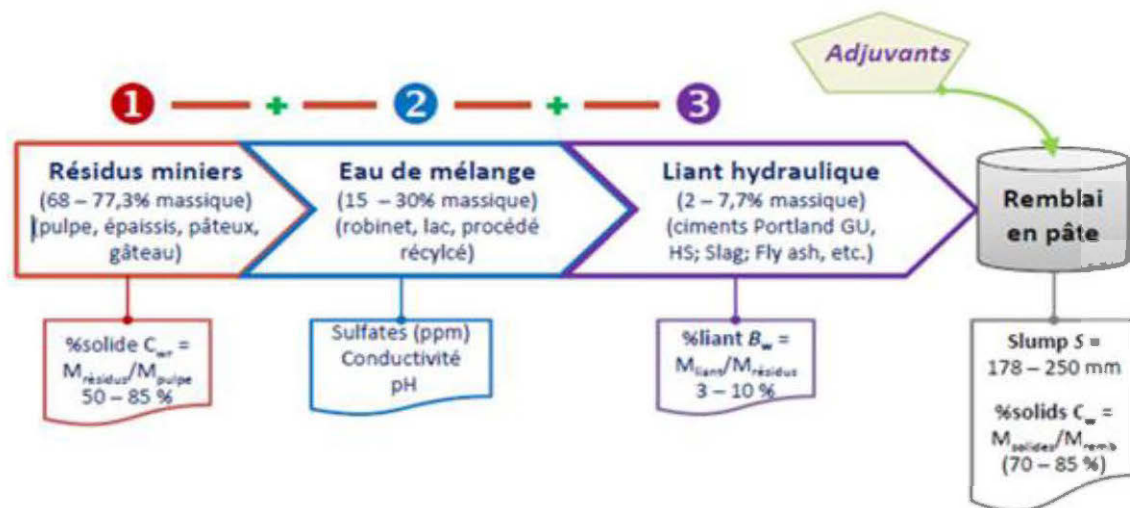 Adjuvants
1 + 2 + 3
Résidus miniers
(68 – 77,3% massique)
(pulpe, épaissis, pâteux,
gâteau)
Eau de mélange
(15 – 30% massique)
(robinet, lac, procédé
récylcé)
Liant hydraulique
(2 – 7,7% massique)
(ciments Portland GU,
HS; Slag; Fly ash, etc.)
Remblai
en pâte
%solide Cwr =
Mrésidus/Mpulpe
50 – 85 %
Sulfates (ppm)
Conductivité
pH
%liant Bw =
Mliant/Mrésidus
3 – 10 %
Slump S =
178 – 250 mm
%solids Cw =
Msolides/Mremb
(70 – 85 %)